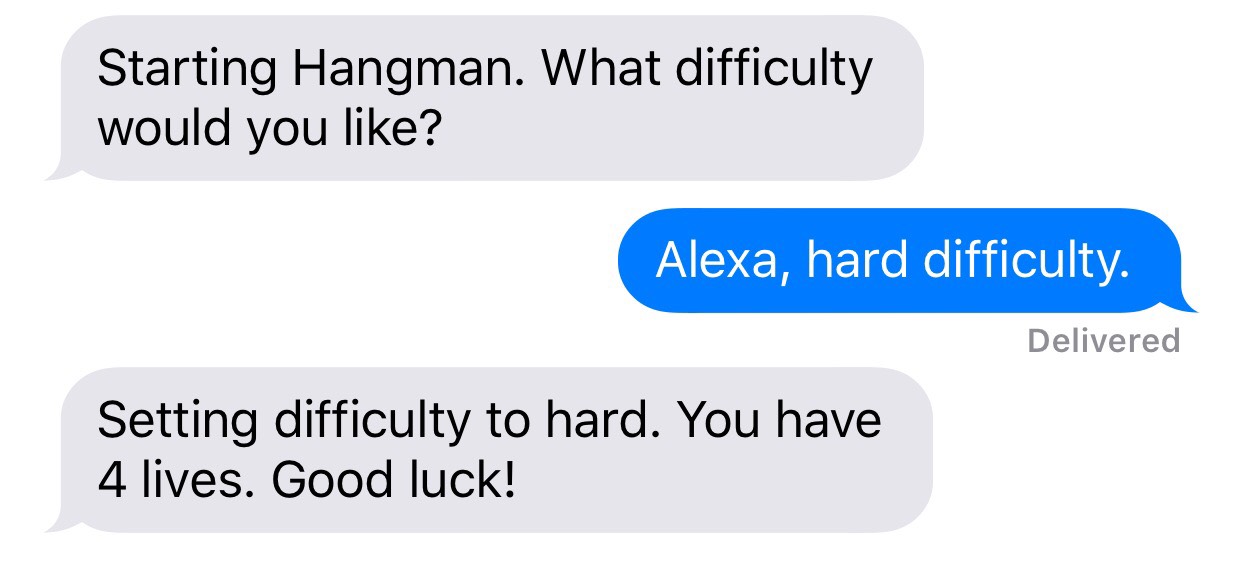 Starting Hangman. What difficulty
would you like?
Alexa, hard difficulty.
Delivered
Setting difficulty to hard. You have
4 lives. Good luck!